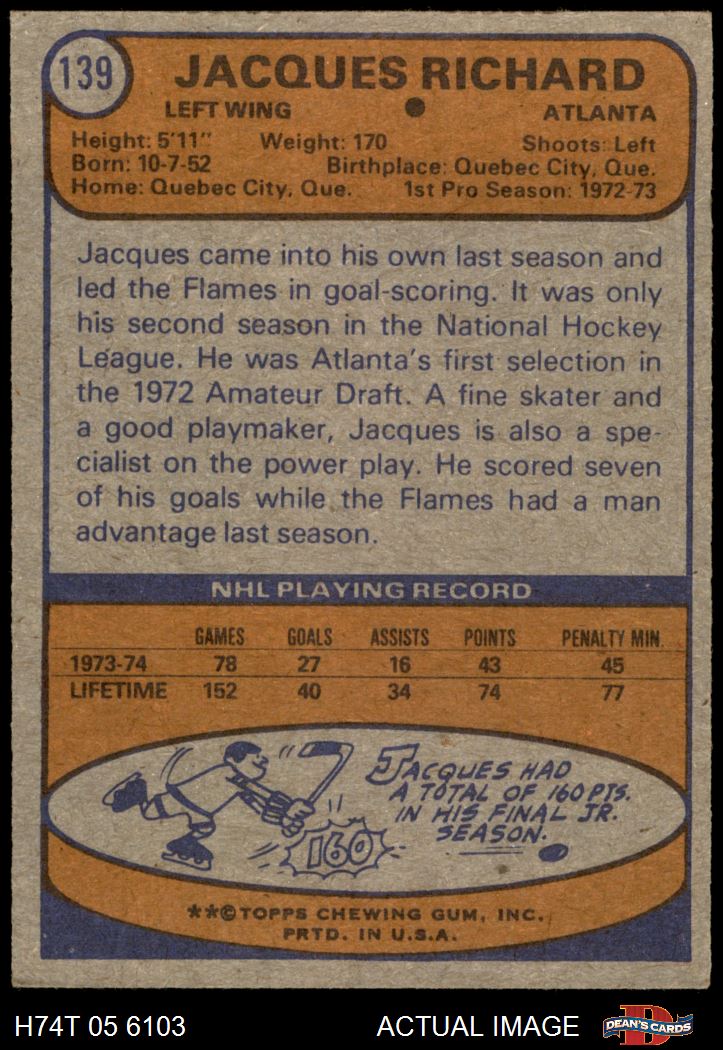 139
JACQUES RICHARD
LEFT WING ● ATLANTA
Height: 5'11" Weight: 170 Shoots: Left
Born: 10-7-52 Birthplace: Quebec City, Que.
Home: Quebec City, Que. 1st Pro Season: 1972-73
Jacques came into his own last season and
led the Flames in goal-scoring. It was only
his second season in the National Hockey
League. He was Atlanta's first selection in
the 1972 Amateur Draft. A fine skater and
a good playmaker, Jacques is also a spe-
cialist on the power play. He scored seven
of his goals while the Flames had a man
advantage last season.
NHL PLAYING RECORD
GAMES GOALS ASSISTS POINTS PENALTY MIN.
1973-74 78 27 16 43 45
LIFETIME 152 40 34 74 77
JACQUES HAD
A TOTAL OF 160 PTS.
IN HIS FINAL JR.
SEASON.
160
**©TOPPS CHEWING GUM, INC.
PRTD. IN U.S.A.
H74T 05 6103 ACTUAL IMAGE
D
DEAN'S CARDS